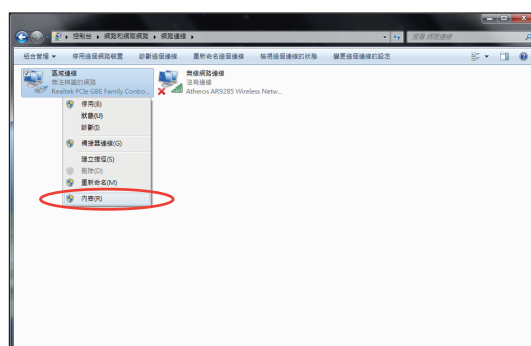 控制台 ▸ 網路和網際網路 ▸ 網路連線 ▸
搜尋 網路連線
組合管理 ▾ 停用這個網路裝置 診斷這個連線 重新命名這個連線 檢視這個連線的狀態 變更這個連線的設定
區域連線
無法辨識的網路
Realtek PCIe GBE Family Contro...
無線網路連線
沒有連線
Atheros AR9285 Wireless Netw...
停用(B)
狀態(U)
診斷(I)
橋接器連線(G)
建立捷徑(S)
刪除(D)
重新命名(M)
內容(R)